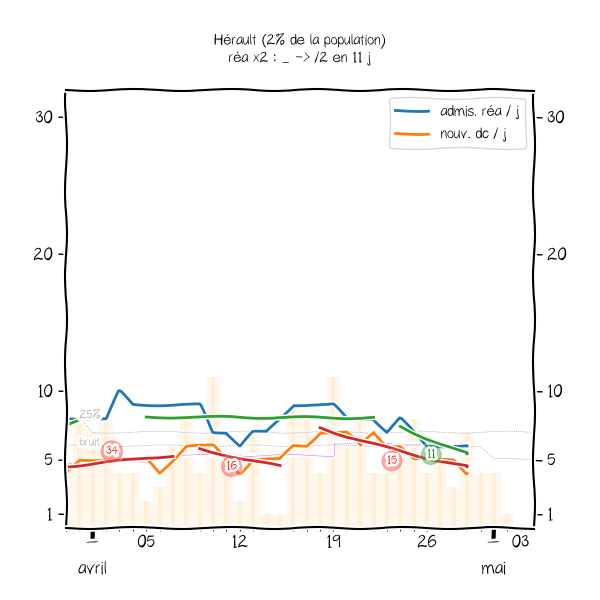 Hérault (2% de la population)
réa x2 : _ -> /2 en 11 j
admis. réa / j
nouv. dc / j
30
30
20
20
10
10
25%
bruit
34
16
15
11
5
5
1
1
05
12
19
26
03
avril
mai